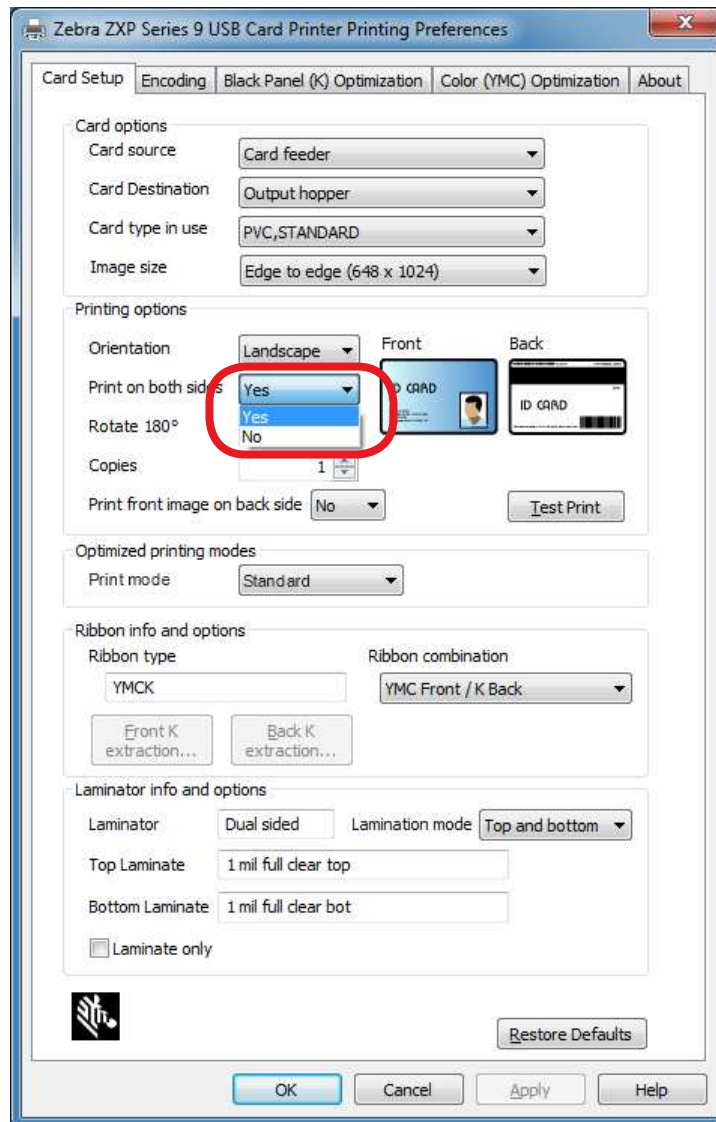 Zebra ZXP Series 9 USB Card Printer Printing Preferences
Card Setup Encoding Black Panel (K) Optimization Color (YMC) Optimization About
Card options
Card source Card feeder
Card Destination Output hopper
Card type in use PVC,STANDARD
Image size Edge to edge (648 x 1024)
Printing options
Orientation Landscape Front Back
Print on both sides Yes
ID CARD
ID CARD
Rotate 180° Yes
No
Copies 1
Print front image on back side No Test Print
Optimized printing modes
Print mode Standard
Ribbon info and options
Ribbon type Ribbon combination
YMCK YMC Front / K Back
Front K extraction... Back K extraction...
Laminator info and options
Laminator Dual sided Lamination mode Top and bottom
Top Laminate 1 mil full clear top
Bottom Laminate 1 mil full clear bot
Laminate only
Restore Defaults
OK Cancel Apply Help